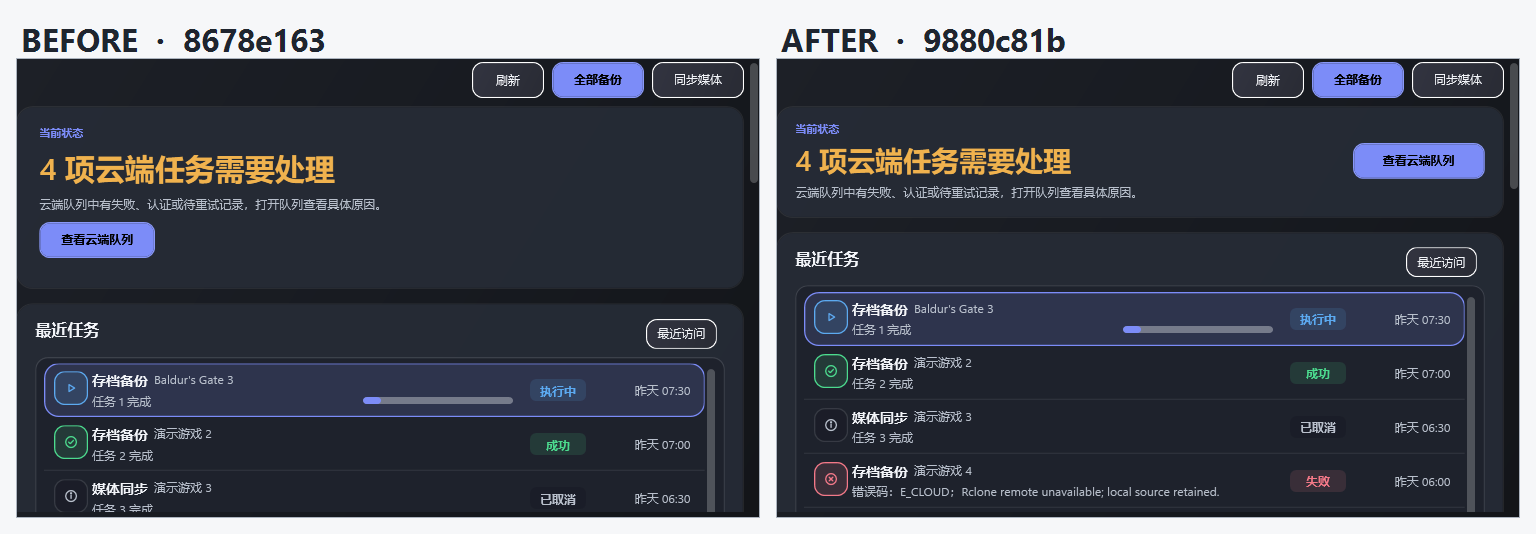 BEFORE · 8678e163
刷新
全部备份
同步媒体
当前状态
4 项云端任务需要处理
云端队列中有失败、认证或待重试记录，打开队列查看具体原因。
查看云端队列
最近任务
最近访问
存档备份 Baldur's Gate 3
任务 1 完成
执行中
昨天 07:30
存档备份 演示游戏 2
任务 2 完成
成功
昨天 07:00
媒体同步 演示游戏 3
任务 3 完成
已取消
昨天 06:30
AFTER · 9880c81b
刷新
全部备份
同步媒体
当前状态
4 项云端任务需要处理
云端队列中有失败、认证或待重试记录，打开队列查看具体原因。
查看云端队列
最近任务
最近访问
存档备份 Baldur's Gate 3
任务 1 完成
执行中
昨天 07:30
存档备份 演示游戏 2
任务 2 完成
成功
昨天 07:00
媒体同步 演示游戏 3
任务 3 完成
已取消
昨天 06:30
存档备份 演示游戏 4
错误码：E_CLOUD；Rclone remote unavailable; local source retained.
失败
昨天 06:00